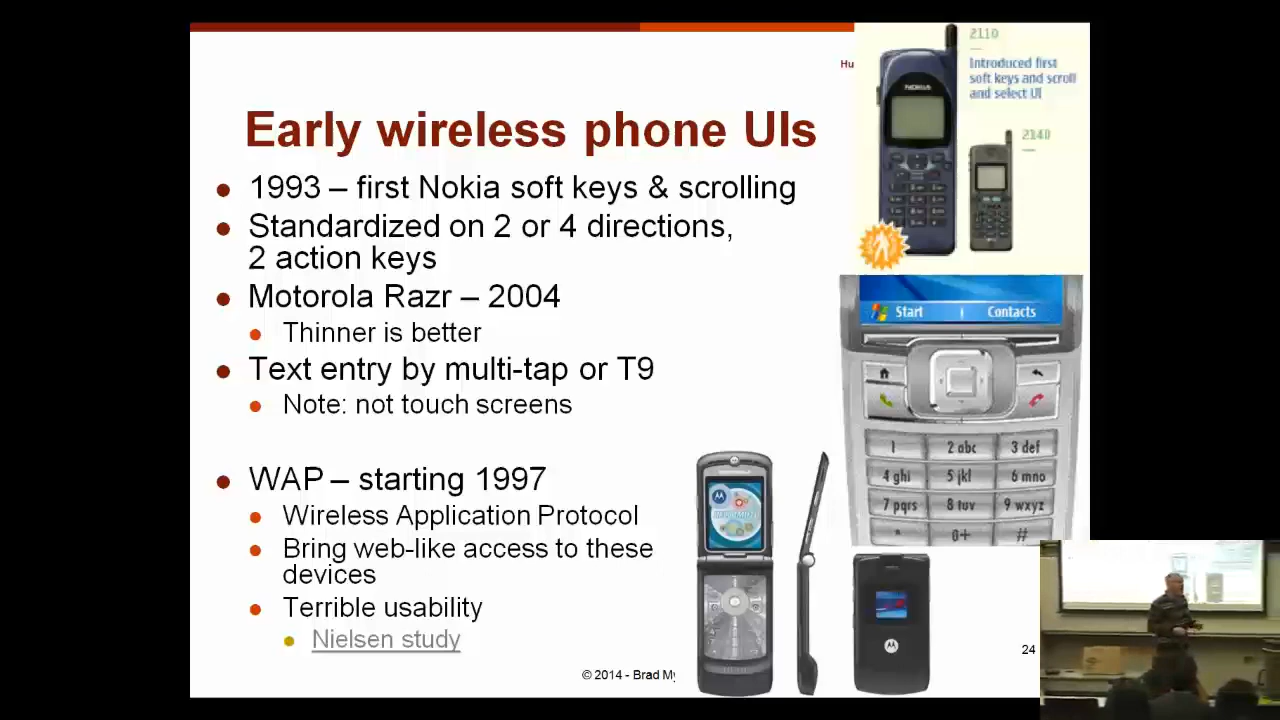 Hu
2110
Introduced first
soft keys and scroll
and select UI
2140
NOKIA
Early wireless phone UIs
1993 – first Nokia soft keys & scrolling
Standardized on 2 or 4 directions,
2 action keys
Motorola Razr – 2004
Thinner is better
Text entry by multi-tap or T9
Note: not touch screens
WAP – starting 1997
Wireless Application Protocol
Bring web-like access to these
devices
Terrible usability
Nielsen study
Start
Contacts
1
2 abc
3 def
4 ghi
5 jkl
6 mno
7 pqrs
8 tuv
9 wxyz
*
0+
#
© 2014 - Brad My
24